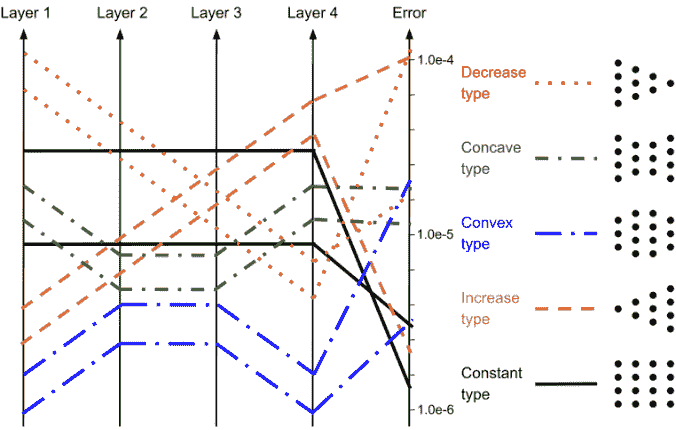 Layer 1 Layer 2 Layer 3 Layer 4 Error
1.0e-4
Decrease
type
Concave
type
Convex
type
1.0e-5
Increase
type
Constant
type
1.0e-6